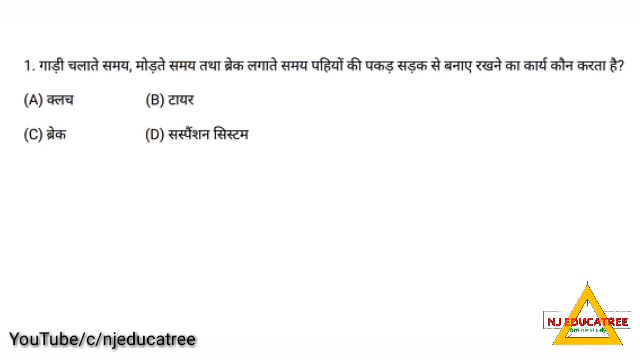 1. गाड़ी चलाते समय, मोड़ते समय तथा ब्रेक लगाते समय पहियों की पकड़ सड़क से बनाए रखने का कार्य कौन करता है?
(A) क्लच (B) टायर
(C) ब्रेक (D) सस्पैंशन सिस्टम
NJ EDUCATREE
YouTube/c/njeducatree